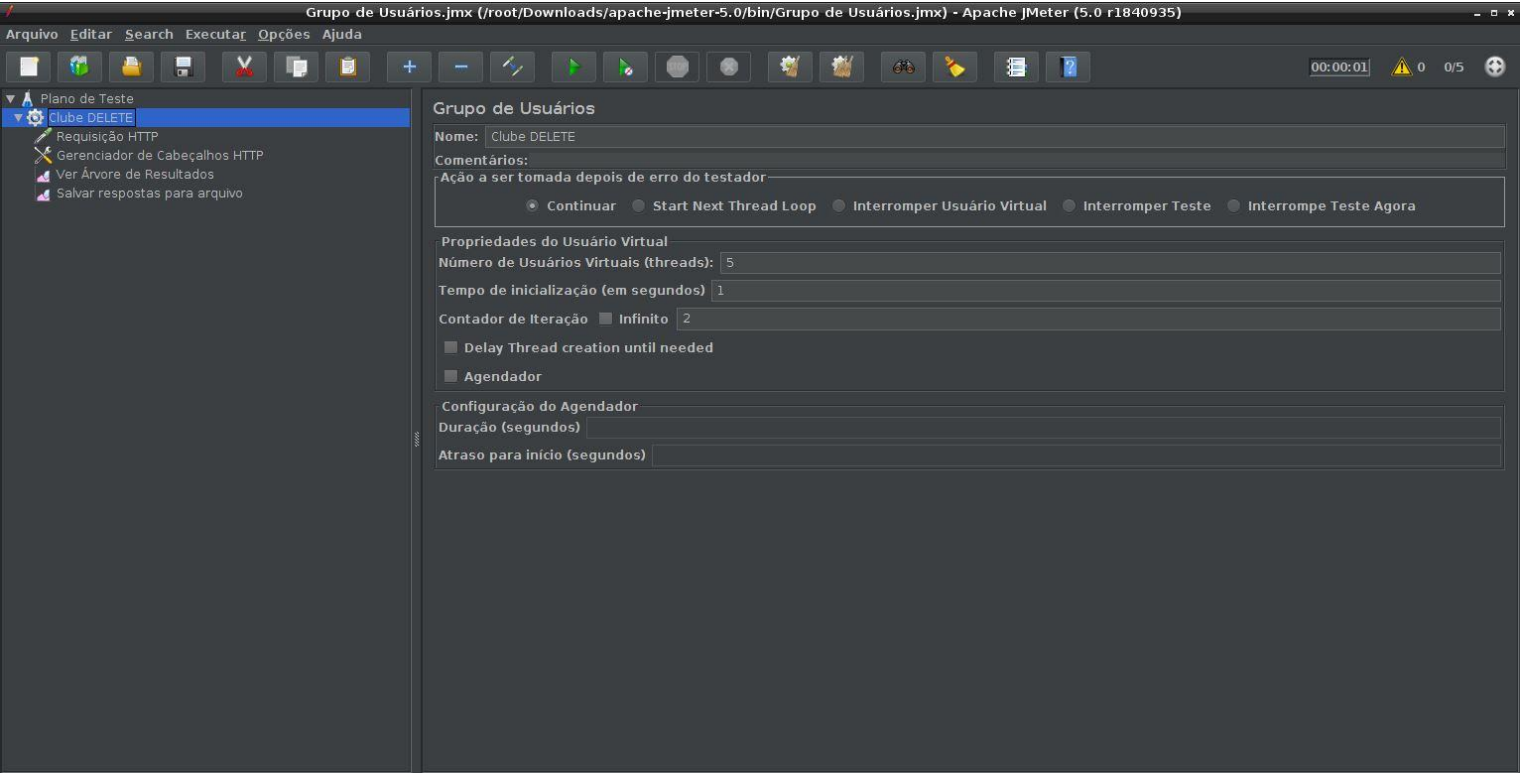 Grupo de Usuários.jmx (/root/Downloads/apache-jmeter-5.0/bin/Grupo de Usuários.jmx) - Apache JMeter (5.0 r1840935)
Arquivo Editar Search Executar Opções Ajuda
00:00:01 0 0/5
Plano de Teste
Clube DELETE
Requisição HTTP
Gerenciador de Cabeçalhos HTTP
Ver Árvore de Resultados
Salvar respostas para arquivo
Grupo de Usuários
Nome: Clube DELETE
Comentários:
Ação a ser tomada depois de erro do testador
Continuar Start Next Thread Loop Interromper Usuário Virtual Interromper Teste Interrompe Teste Agora
Propriedades do Usuário Virtual
Número de Usuários Virtuais (threads): 5
Tempo de inicialização (em segundos) 1
Contador de Iteração Infinito 2
Delay Thread creation until needed
Agendador
Configuração do Agendador
Duração (segundos)
Atraso para início (segundos)